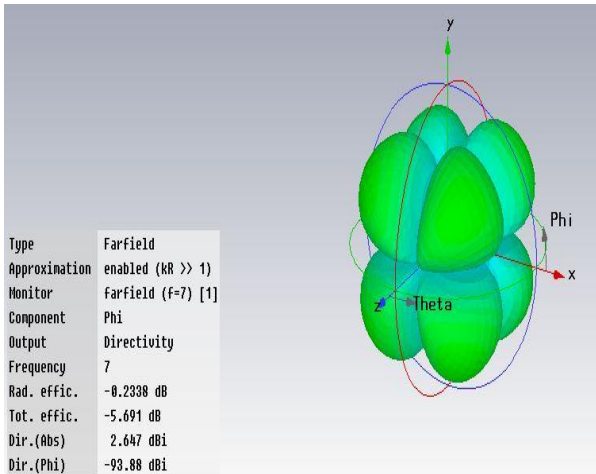 y
Phi
x
z
Theta
Type Farfield
Approximation enabled (kR >> 1)
Monitor farfield (f=7) [1]
Component Phi
Output Directivity
Frequency 7
Rad. effic. -0.2338 dB
Tot. effic. -5.691 dB
Dir.(Abs) 2.647 dBi
Dir.(Phi) -93.88 dBi